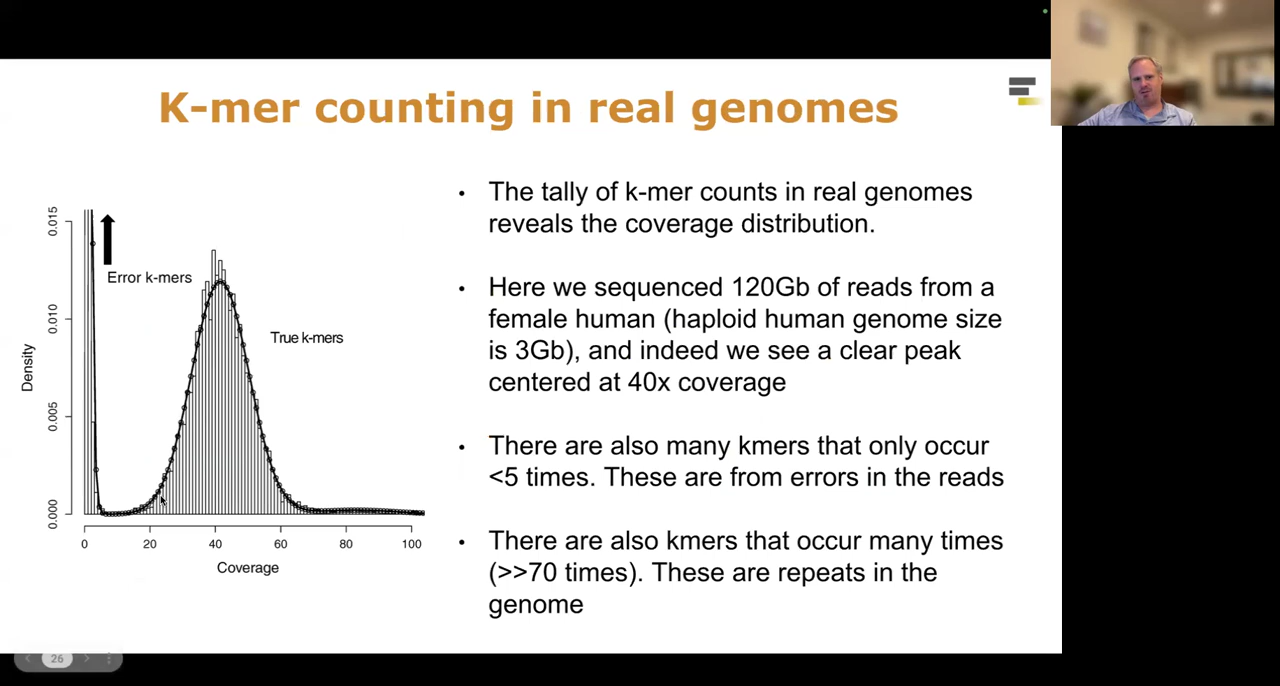 K-mer counting in real genomes
0.015
0.010
0.005
0.000
Density
Error k-mers
True k-mers
0 20 40 60 80 100
Coverage
• The tally of k-mer counts in real genomes
reveals the coverage distribution.
• Here we sequenced 120Gb of reads from a
female human (haploid human genome size
is 3Gb), and indeed we see a clear peak
centered at 40x coverage
• There are also many kmers that only occur
<5 times. These are from errors in the reads
• There are also kmers that occur many times
(>>70 times). These are repeats in the
genome
26